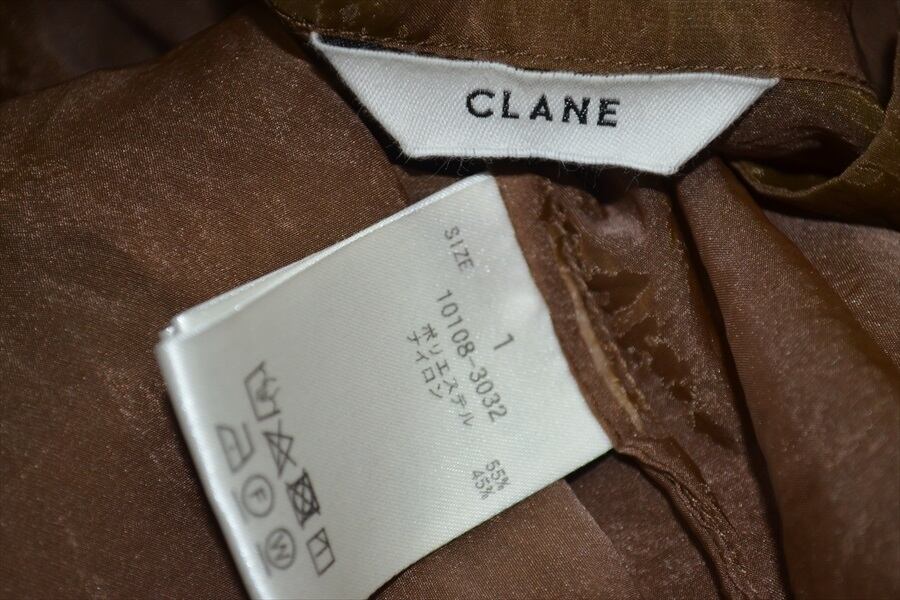 CLANE
SIZE 1
10108-3032
ポリエステル 55%
ナイロン 45%
F
W